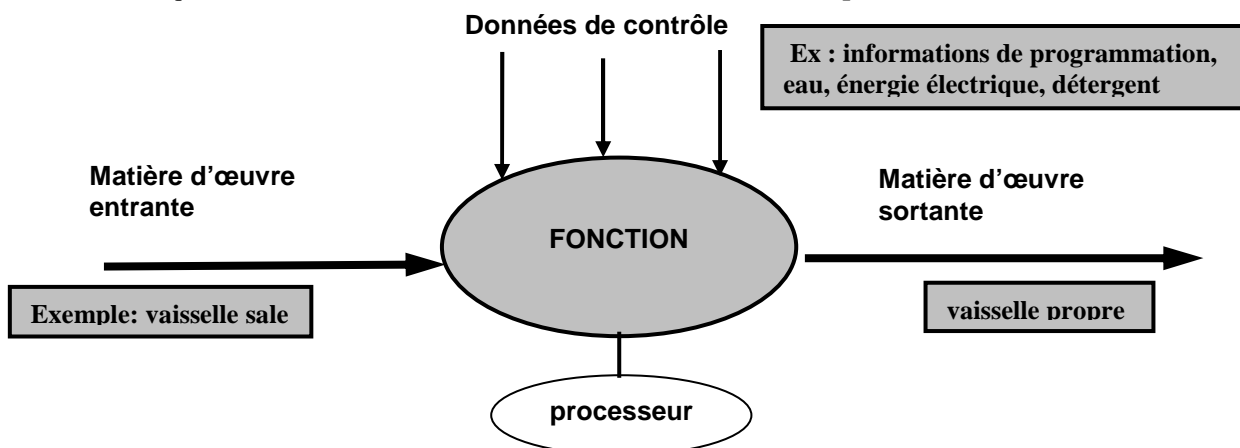 Données de contrôle
Ex : informations de programmation,
eau, énergie électrique, détergent
Matière d’œuvre
entrante
Matière d’œuvre
sortante
FONCTION
Exemple: vaisselle sale
vaisselle propre
processeur